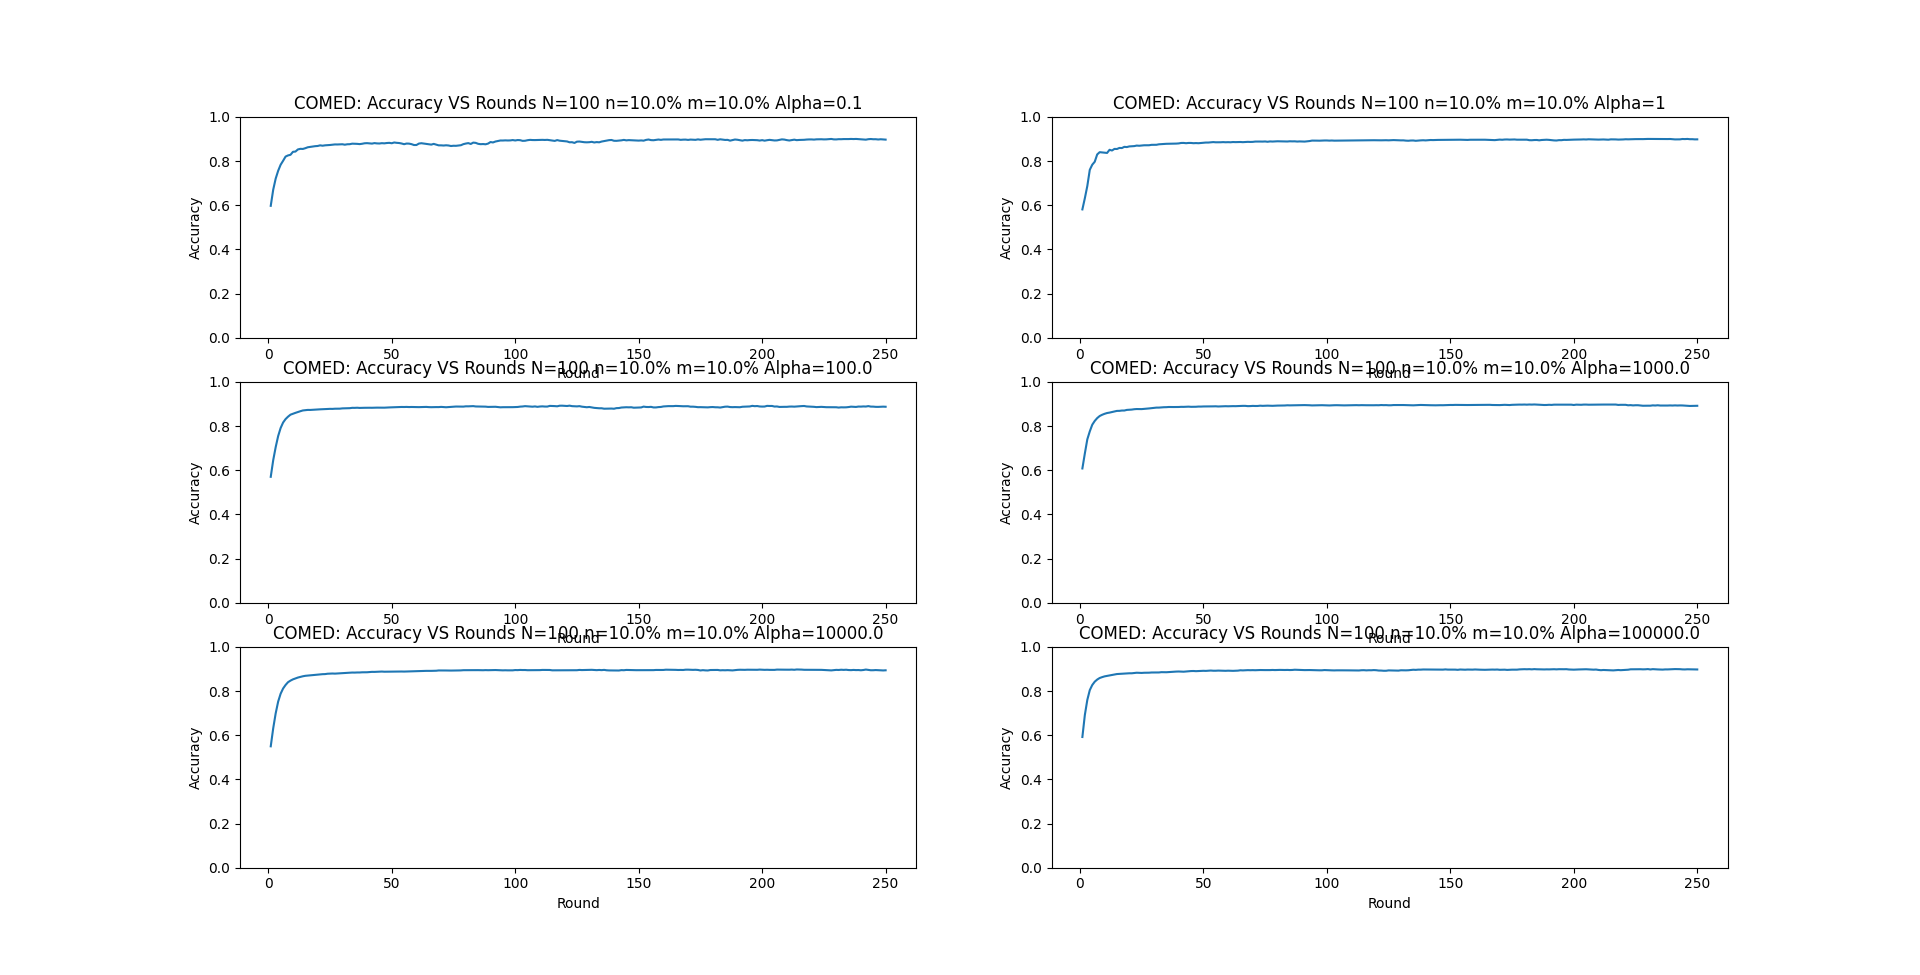 COMED: Accuracy VS Rounds N=100 n=10.0% m=10.0% Alpha=0.1
1.0
0.8
0.6
0.4
0.2
0.0
Accuracy
0 50 100 150 200 250
Round
COMED: Accuracy VS Rounds N=100 n=10.0% m=10.0% Alpha=1
1.0
0.8
0.6
0.4
0.2
0.0
Accuracy
0 50 100 150 200 250
Round
COMED: Accuracy VS Rounds N=100 n=10.0% m=10.0% Alpha=100.0
1.0
0.8
0.6
0.4
0.2
0.0
Accuracy
0 50 100 150 200 250
Round
COMED: Accuracy VS Rounds N=100 n=10.0% m=10.0% Alpha=1000.0
1.0
0.8
0.6
0.4
0.2
0.0
Accuracy
0 50 100 150 200 250
Round
COMED: Accuracy VS Rounds N=100 n=10.0% m=10.0% Alpha=10000.0
1.0
0.8
0.6
0.4
0.2
0.0
Accuracy
0 50 100 150 200 250
Round
COMED: Accuracy VS Rounds N=100 n=10.0% m=10.0% Alpha=100000.0
1.0
0.8
0.6
0.4
0.2
0.0
Accuracy
0 50 100 150 200 250
Round